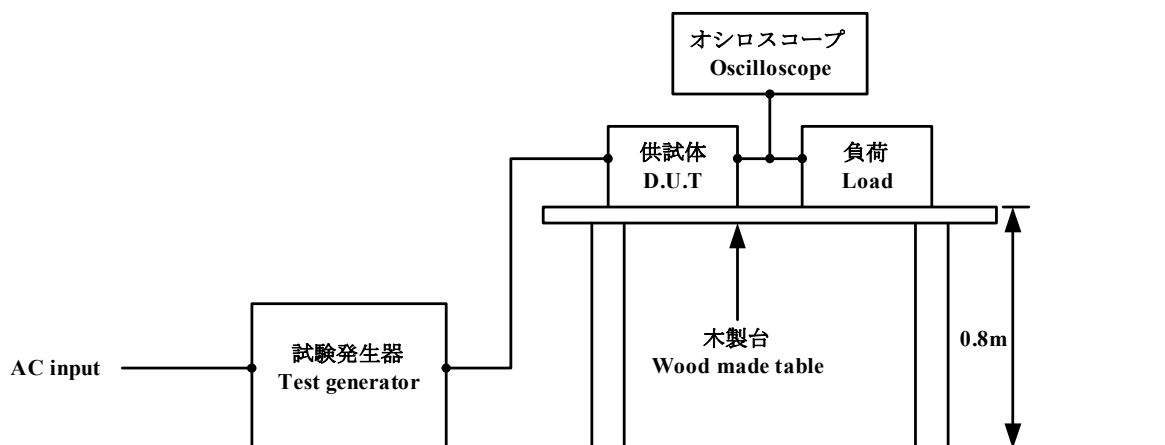 オシロスコープ
Oscilloscope
供試体
D.U.T
負荷
Load
木製台
Wood made table
0.8m
試験発生器
Test generator
AC input